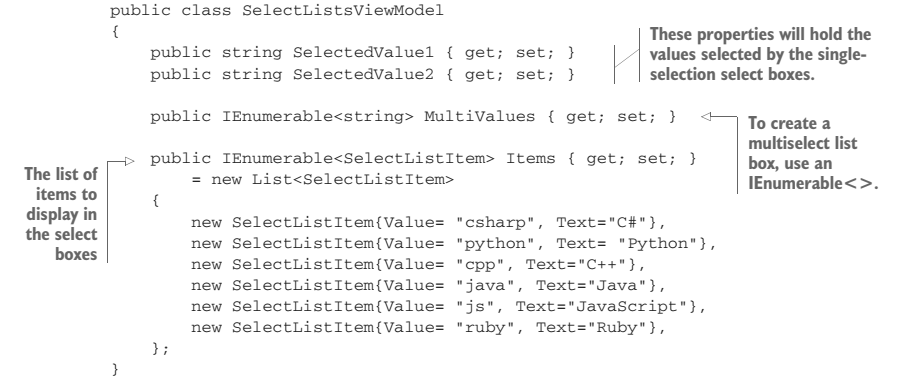 public class SelectListsViewModel
{
public string SelectedValue1 { get; set; }
public string SelectedValue2 { get; set; }
These properties will hold the
values selected by the single-
selection select boxes.
public IEnumerable<string> MultiValues { get; set; }
To create a
multiselect list
box, use an
IEnumerable<>.
The list of
items to
display in
the select
boxes
public IEnumerable<SelectListItem> Items { get; set; }
= new List<SelectListItem>
{
new SelectListItem{Value= "csharp", Text="C#"},
new SelectListItem{Value= "python", Text= "Python"},
new SelectListItem{Value= "cpp", Text="C++"},
new SelectListItem{Value= "java", Text="Java"},
new SelectListItem{Value= "js", Text="JavaScript"},
new SelectListItem{Value= "ruby", Text="Ruby"},
};
}